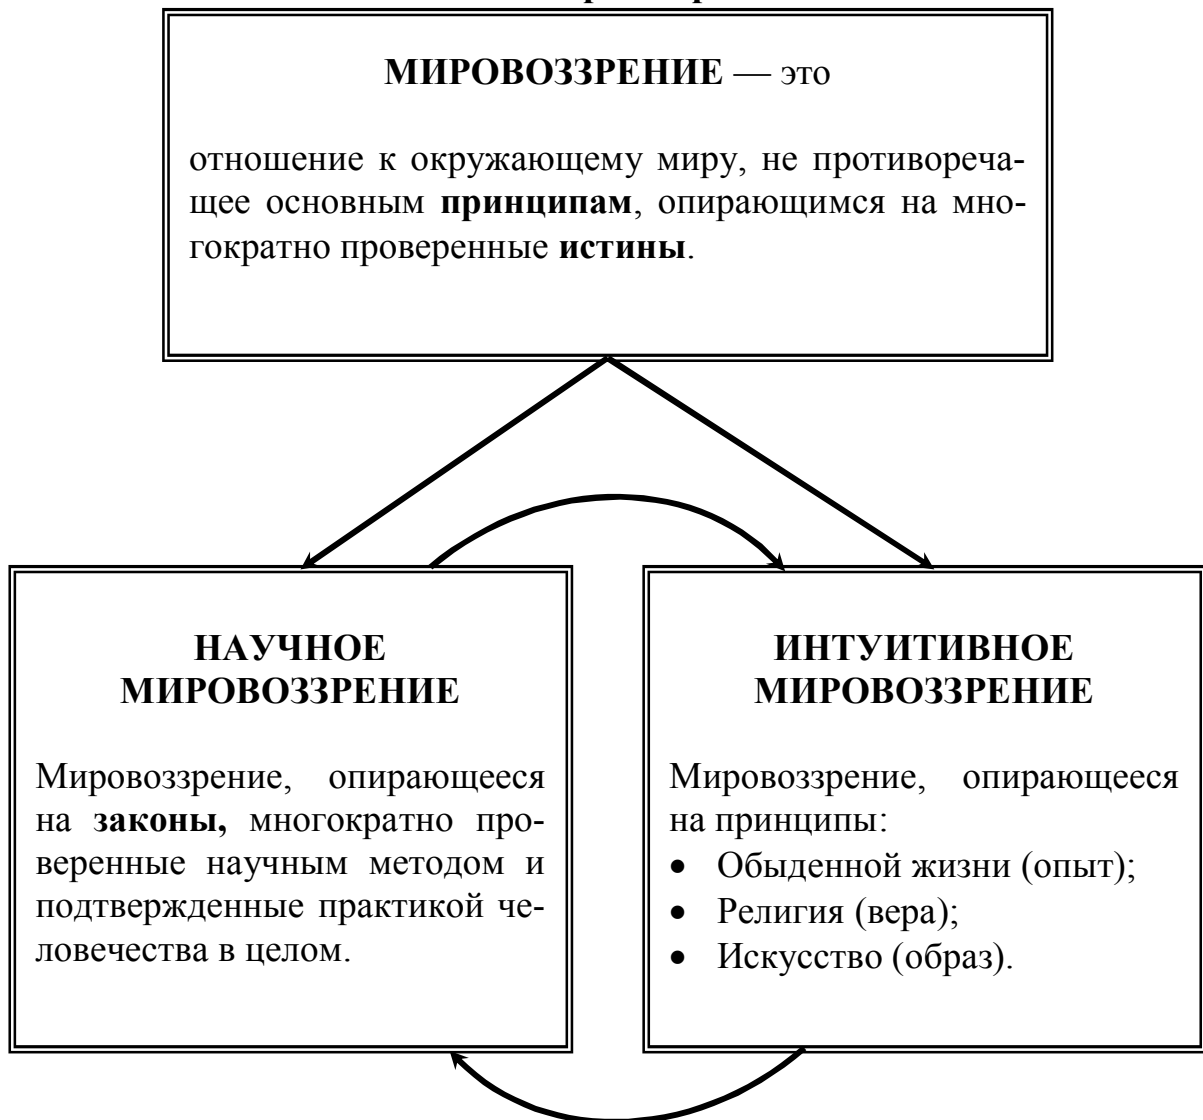 МИРОВОЗЗРЕНИЕ — это
отношение к окружающему миру, не противореча-
щее основным принципам, опирающимся на мно-
гократно проверенные истины.
НАУЧНОЕ
МИРОВОЗЗРЕНИЕ
Мировоззрение, опирающееся
на законы, многократно про-
веренные научным методом и
подтвержденные практикой че-
ловечества в целом.
ИНТУИТИВНОЕ
МИРОВОЗЗРЕНИЕ
Мировоззрение, опирающееся
на принципы:
• Обыденной жизни (опыт);
• Религия (вера);
• Искусство (образ).